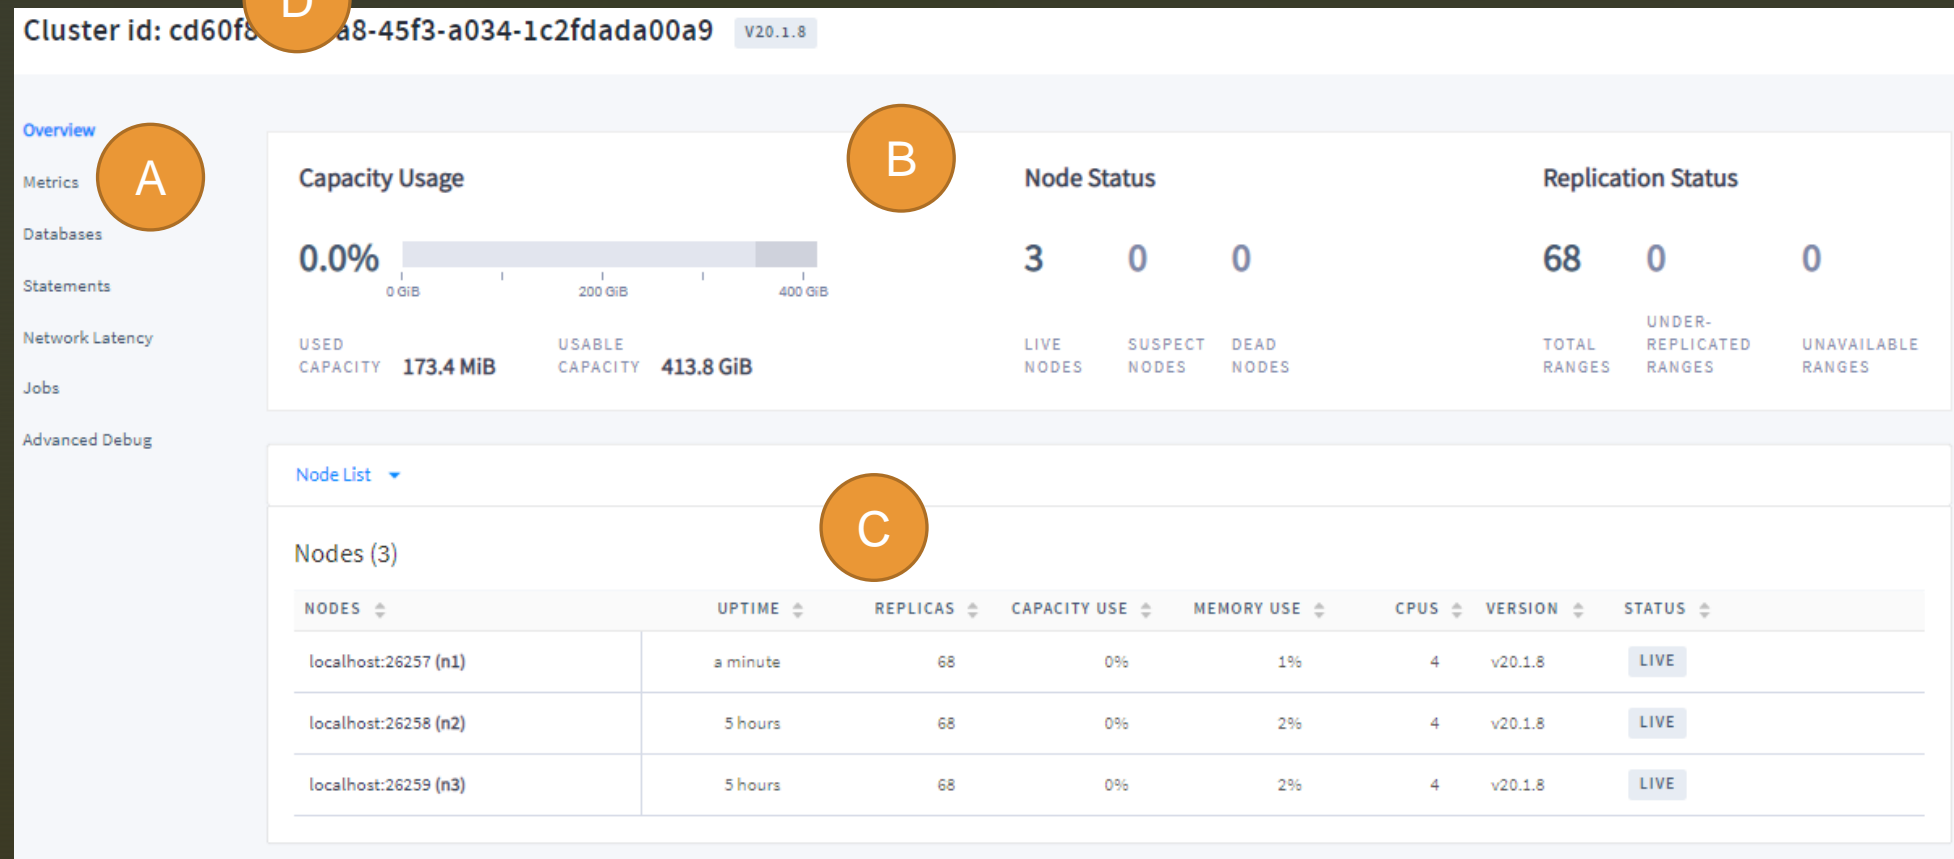 D
Cluster id: cd60f8 a8-45f3-a034-1c2fdada00a9 V20.1.8
Overview
Metrics
Databases
Statements
Network Latency
Jobs
Advanced Debug
A
B
Capacity Usage
0.0%
0 GiB 200 GiB 400 GiB
USED
CAPACITY 173.4 MiB
USABLE
CAPACITY 413.8 GiB
Node Status
3 0 0
LIVE
NODES
SUSPECT
NODES
DEAD
NODES
Replication Status
68 0 0
TOTAL
RANGES
UNDER-
REPLICATED
RANGES
UNAVAILABLE
RANGES
Node List
C
Nodes (3)
NODES UPTIME REPLICAS CAPACITY USE MEMORY USE CPUS VERSION STATUS
localhost:26257 (n1) a minute 68 0% 1% 4 v20.1.8 LIVE
localhost:26258 (n2) 5 hours 68 0% 2% 4 v20.1.8 LIVE
localhost:26259 (n3) 5 hours 68 0% 2% 4 v20.1.8 LIVE